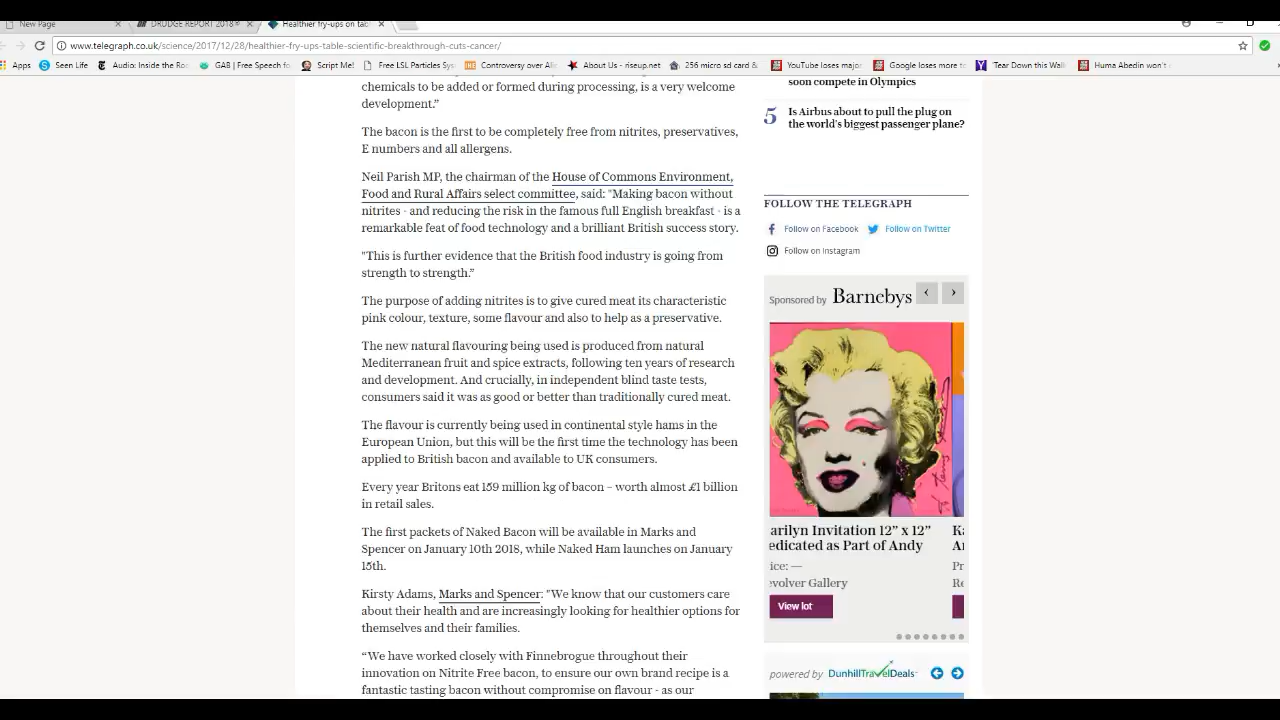 New Page
DRUDGE REPORT 2018®
Healthier fry-ups on tab
www.telegraph.co.uk/science/2017/12/28/healthier-fry-ups-table-scientific-breakthrough-cuts-cancer/
Apps
Seen Life
Audio: Inside the Ro
GAB | Free Speech fo
Script Me!
Free LSL Particles Sys
Controversy over Ali
About Us - riseup.net
256 micro sd card &
YouTube loses major
Google loses more to
Tear Down this Wall
Huma Abedin won't
chemicals to be added or formed during processing, is a very welcome
development.”
The bacon is the first to be completely free from nitrites, preservatives,
E numbers and all allergens.
Neil Parish MP, the chairman of the House of Commons Environment,
Food and Rural Affairs select committee, said: "Making bacon without
nitrites - and reducing the risk in the famous full English breakfast - is a
remarkable feat of food technology and a brilliant British success story.
"This is further evidence that the British food industry is going from
strength to strength.”
The purpose of adding nitrites is to give cured meat its characteristic
pink colour, texture, some flavour and also to help as a preservative.
The new natural flavouring being used is produced from natural
Mediterranean fruit and spice extracts, following ten years of research
and development. And crucially, in independent blind taste tests,
consumers said it was as good or better than traditionally cured meat.
The flavour is currently being used in continental style hams in the
European Union, but this will be the first time the technology has been
applied to British bacon and available to UK consumers.
Every year Britons eat 159 million kg of bacon – worth almost £1 billion
in retail sales.
The first packets of Naked Bacon will be available in Marks and
Spencer on January 10th 2018, while Naked Ham launches on January
15th.
Kirsty Adams, Marks and Spencer: "We know that our customers care
about their health and are increasingly looking for healthier options for
themselves and their families.
“We have worked closely with Finnebrogue throughout their
innovation on Nitrite Free bacon, to ensure our own brand recipe is a
fantastic tasting bacon without compromise on flavour - as our
soon compete in Olympics
5 Is Airbus about to pull the plug on
the world's biggest passenger plane?
FOLLOW THE TELEGRAPH
Follow on Facebook
Follow on Twitter
Follow on Instagram
Sponsored by Barnebys
arilyn Invitation 12” x 12”
edicated as Part of Andy
ice: —
evolver Gallery
View lot
Ka
Ar
Pr
Re
powered by DunhillTravelDeals